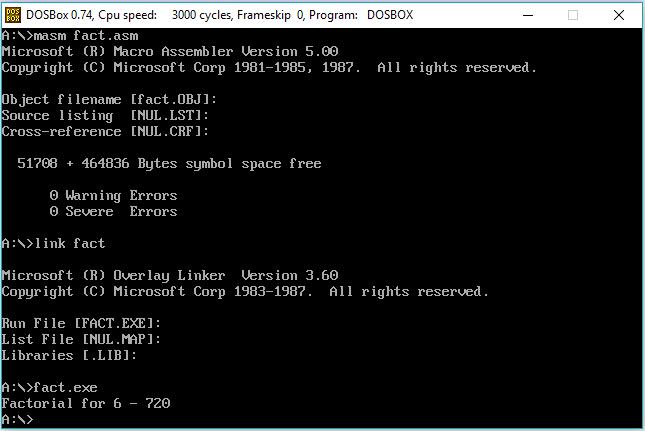 DOSBox 0.74, Cpu speed: 3000 cycles, Frameskip 0, Program: DOSBOX
A:\>masm fact.asm
Microsoft (R) Macro Assembler Version 5.00
Copyright (C) Microsoft Corp 1981-1985, 1987.  All rights reserved.
Object filename [fact.OBJ]:
Source listing  [NUL.LST]:
Cross-reference [NUL.CRF]:
51708 + 464836 Bytes symbol space free
0 Warning Errors
0 Severe  Errors
A:\>link fact
Microsoft (R) Overlay Linker  Version 3.60
Copyright (C) Microsoft Corp 1983-1987.  All rights reserved.
Run File [FACT.EXE]:
List File [NUL.MAP]:
Libraries [.LIB]:
A:\>fact.exe
Factorial for 6 - 720
A:\>